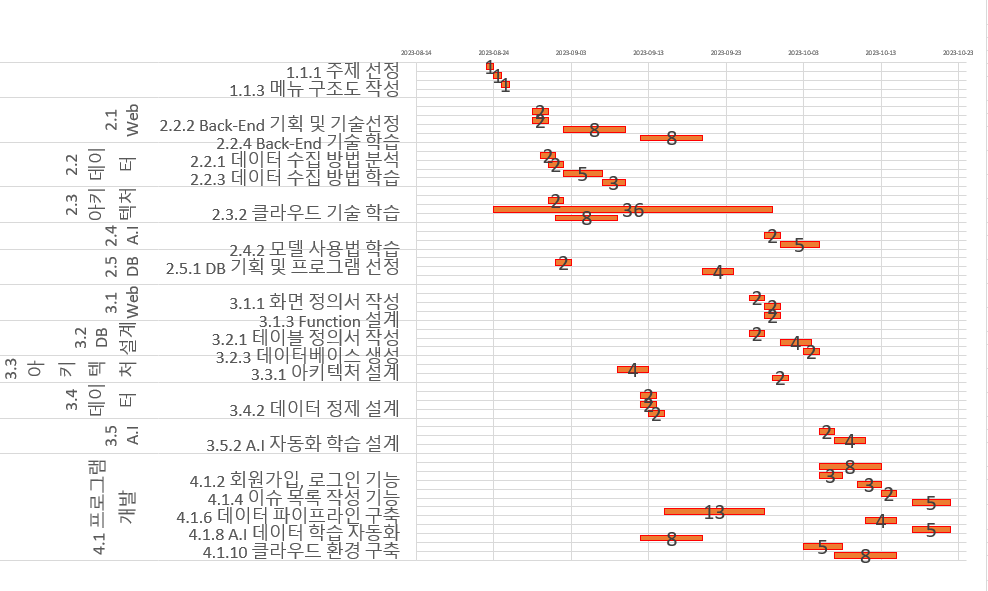 2023-08-14 2023-08-24 2023-09-03 2023-09-13 2023-09-23 2023-10-03 2023-10-13 2023-10-23
1.1.1 주제 선정 1
1
1.1.3 메뉴 구조도 작성 1
2.1 Web
2
2.2.2 Back-End 기획 및 기술선정 2
8
2.2.4 Back-End 기술 학습 8
2.2 데이터
2.2.1 데이터 수집 방법 분석 2
2
2.2.3 데이터 수집 방법 학습 5
3
2.3 아키텍처
2
2.3.2 클라우드 기술 학습 36
8
2.4 A.I
2
2.4.2 모델 사용법 학습 5
2.5 DB
2.5.1 DB 기획 및 프로그램 선정 2
4
3.1 Web
2
3.1.1 화면 정의서 작성 2
3.1.3 Function 설계 2
3.2 DB 설계
2
3.2.1 테이블 정의서 작성 4
3.2.3 데이터베이스 생성 2
3.3 아키텍처
3.3.1 아키텍처 설계 4
2
3.4 데이터
2
3.4.2 데이터 정제 설계 2
2
3.5 A.I
2
3.5.2 A.I 자동화 학습 설계 4
4.1 프로그램 개발
8
4.1.2 회원가입, 로그인 기능 3
3
4.1.4 이슈 목록 작성 기능 2
5
4.1.6 데이터 파이프라인 구축 13
4
4.1.8 A.I 데이터 학습 자동화 5
8
4.1.10 클라우드 환경 구축 5
8